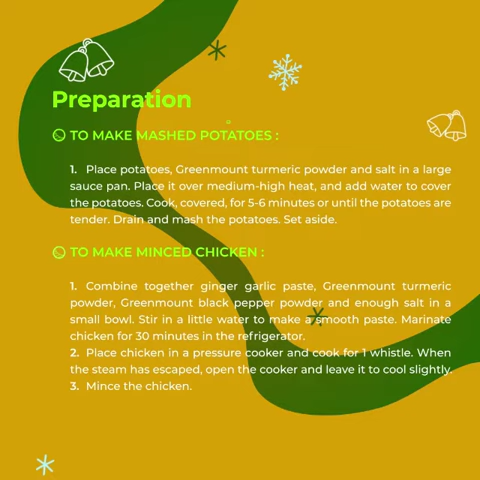 Preparation
TO MAKE MASHED POTATOES :
1. Place potatoes, Greenmount turmeric powder and salt in a large
sauce pan. Place it over medium-high heat, and add water to cover
the potatoes. Cook, covered, for 5-6 minutes or until the potatoes are
tender. Drain and mash the potatoes. Set aside.
TO MAKE MINCED CHICKEN :
1. Combine together ginger garlic paste, Greenmount turmeric
powder, Greenmount black pepper powder and enough salt in a
small bowl. Stir in a little water to make a smooth paste. Marinate
chicken for 30 minutes in the refrigerator.
2. Place chicken in a pressure cooker and cook for 1 whistle. When
the steam has escaped, open the cooker and leave it to cool slightly.
3. Mince the chicken.